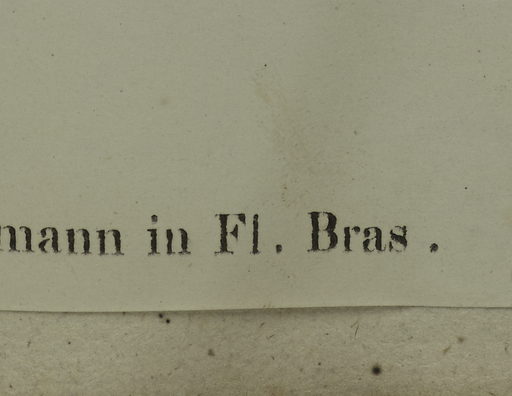 mann in Fl. Bras.